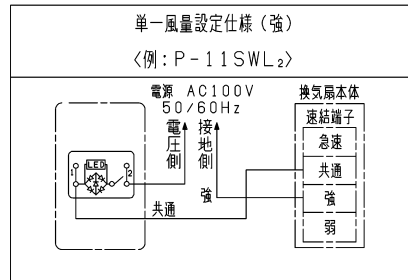 単一風量設定仕様（強）
〈例：P－11SWL₂〉
電源 AC100V
50/60Hz
電圧側
接地側
換気扇本体
速結端子
急速
共通
強
弱
LED
1
2
強
共通